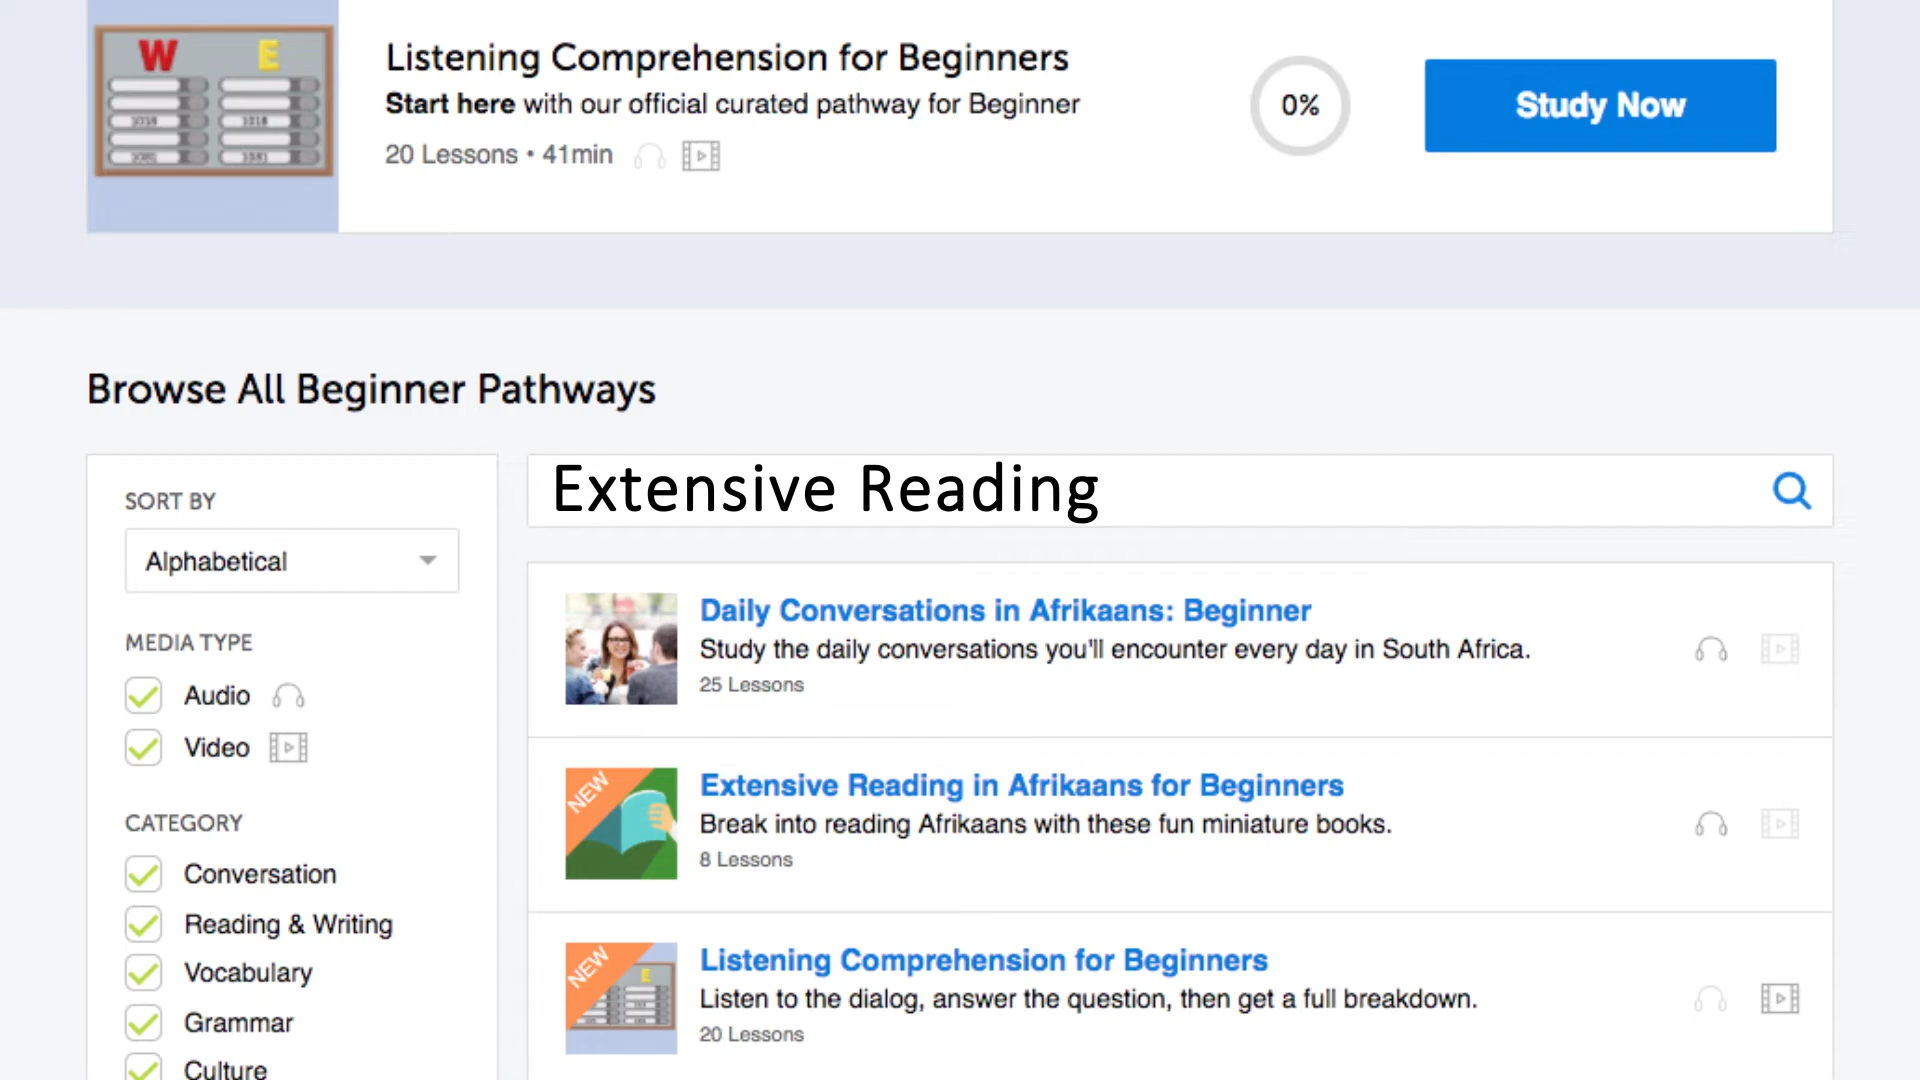 W E
1018 1018
Listening Comprehension for Beginners
Start here with our official curated pathway for Beginner
20 Lessons • 41min
0%
Study Now
Browse All Beginner Pathways
SORT BY
Alphabetical
MEDIA TYPE
Audio
Video
CATEGORY
Conversation
Reading & Writing
Vocabulary
Grammar
Culture
Extensive Reading
Daily Conversations in Afrikaans: Beginner
Study the daily conversations you'll encounter every day in South Africa.
25 Lessons
NEW
Extensive Reading in Afrikaans for Beginners
Break into reading Afrikaans with these fun miniature books.
8 Lessons
NEW
E
Listening Comprehension for Beginners
Listen to the dialog, answer the question, then get a full breakdown.
20 Lessons